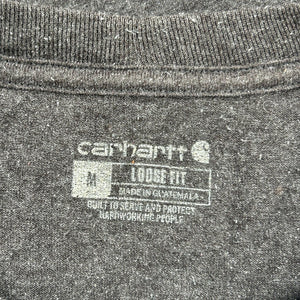 carhartt
M LOOSE FIT
MADE IN GUATEMALA
BUILT TO SERVE AND PROTECT
HARDWORKING PEOPLE